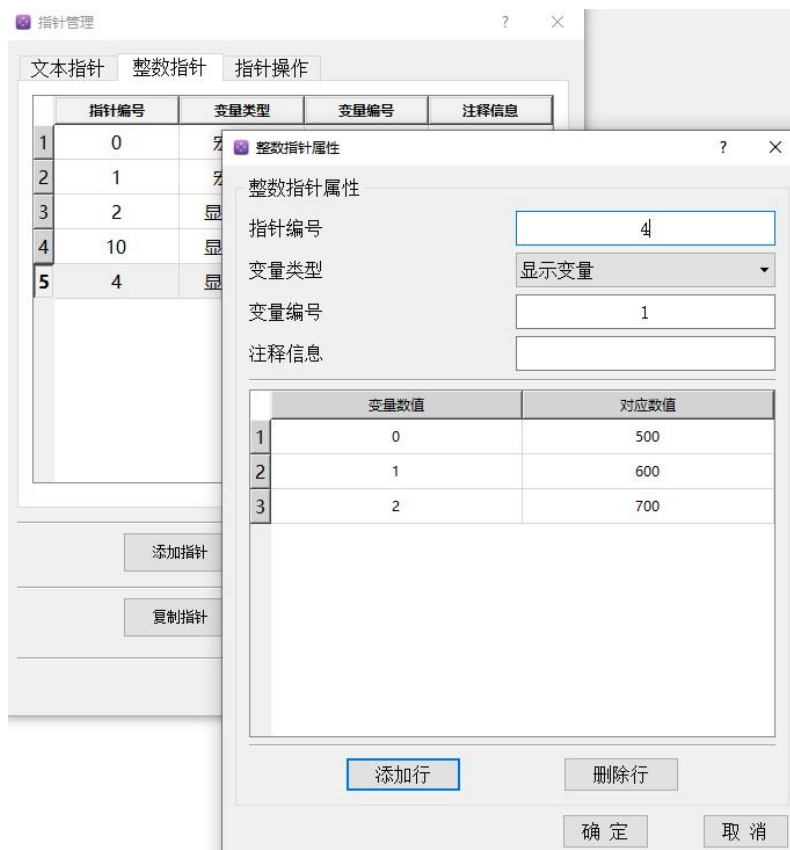 指针管理 ?
文本指针 整数指针 指针操作
指针编号 变量类型 变量编号 注释信息
1 0
2 1
3 2 显
4 10 显
5 4 显
添加指针
复制指针
整数指针属性 ?
整数指针属性
指针编号 4
变量类型 显示变量
变量编号 1
注释信息
变量数值 对应数值
1 0 500
2 1 600
3 2 700
添加行 删除行
确 定 取 消